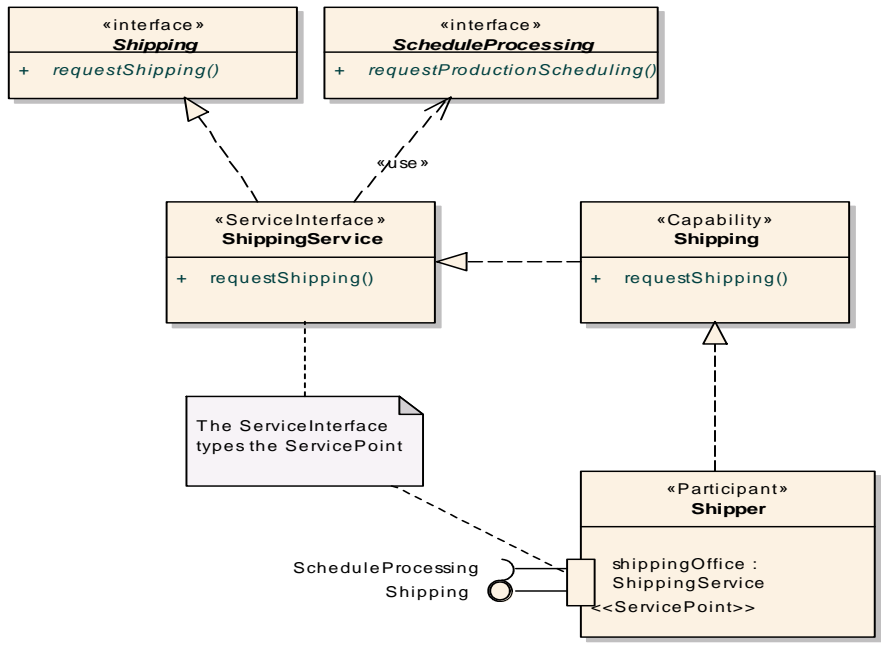 «interface»
Shipping
+ requestShipping()
«interface»
ScheduleProcessing
+ requestProductionScheduling()
«use»
«ServiceInterface»
ShippingService
+ requestShipping()
«Capability»
Shipping
+ requestShipping()
The ServiceInterface
types the ServicePoint
«Participant»
Shipper
shippingOffice :
ShippingService
<<ServicePoint>>
ScheduleProcessing
Shipping